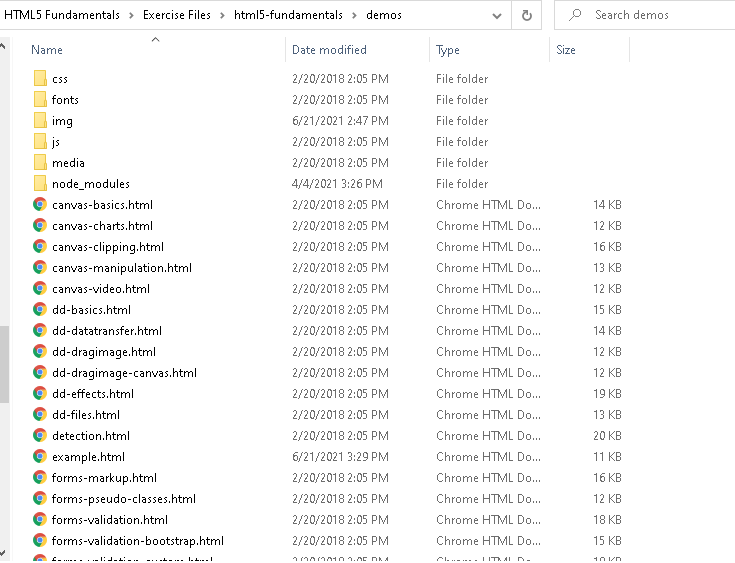 HTML5 Fundamentals > Exercise Files > html5-fundamentals > demos
Search demos
Name Date modified Type Size
css 2/20/2018 2:05 PM File folder
fonts 2/20/2018 2:05 PM File folder
img 6/21/2021 2:47 PM File folder
js 2/20/2018 2:05 PM File folder
media 2/20/2018 2:05 PM File folder
node_modules 4/4/2021 3:26 PM File folder
canvas-basics.html 2/20/2018 2:05 PM Chrome HTML Do... 14 KB
canvas-charts.html 2/20/2018 2:05 PM Chrome HTML Do... 12 KB
canvas-clipping.html 2/20/2018 2:05 PM Chrome HTML Do... 16 KB
canvas-manipulation.html 2/20/2018 2:05 PM Chrome HTML Do... 13 KB
canvas-video.html 2/20/2018 2:05 PM Chrome HTML Do... 12 KB
dd-basics.html 2/20/2018 2:05 PM Chrome HTML Do... 15 KB
dd-datatransfer.html 2/20/2018 2:05 PM Chrome HTML Do... 14 KB
dd-dragimage.html 2/20/2018 2:05 PM Chrome HTML Do... 12 KB
dd-dragimage-canvas.html 2/20/2018 2:05 PM Chrome HTML Do... 12 KB
dd-effects.html 2/20/2018 2:05 PM Chrome HTML Do... 19 KB
dd-files.html 2/20/2018 2:05 PM Chrome HTML Do... 13 KB
detection.html 2/20/2018 2:05 PM Chrome HTML Do... 20 KB
example.html 6/21/2021 3:29 PM Chrome HTML Do... 11 KB
forms-markup.html 2/20/2018 2:05 PM Chrome HTML Do... 16 KB
forms-pseudo-classes.html 2/20/2018 2:05 PM Chrome HTML Do... 12 KB
forms-validation.html 2/20/2018 2:05 PM Chrome HTML Do... 18 KB
forms-validation-bootstrap.html 2/20/2018 2:05 PM Chrome HTML Do... 15 KB
forms-validation-custom.html 2/20/2018 2:05 PM Chrome HTML Do... 18 KB